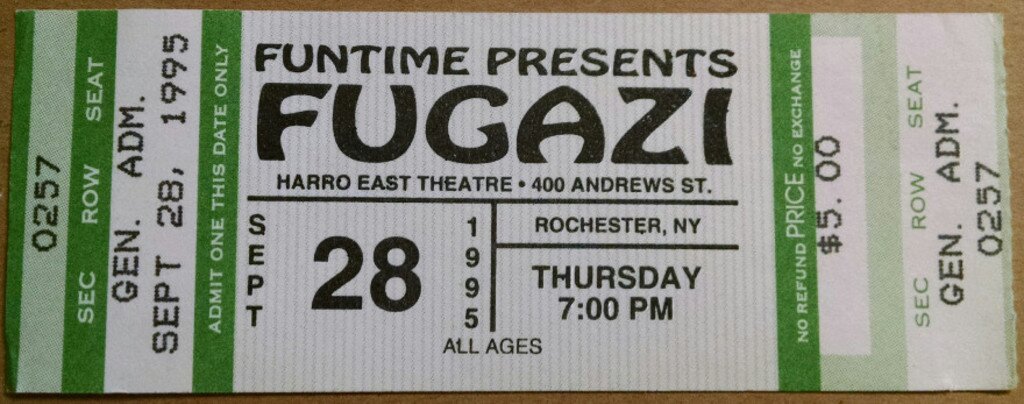 0257
SEC ROW SEAT
GEN. ADM.
SEPT 28, 1995
ADMIT ONE THIS DATE ONLY
FUNTIME PRESENTS
FUGAZI
HARRO EAST THEATRE • 400 ANDREWS ST.
SEPT
28
1995
ROCHESTER, NY
THURSDAY
7:00 PM
ALL AGES
NO REFUND PRICE NO EXCHANGE
$5.00
SEC ROW SEAT
GEN. ADM.
0257